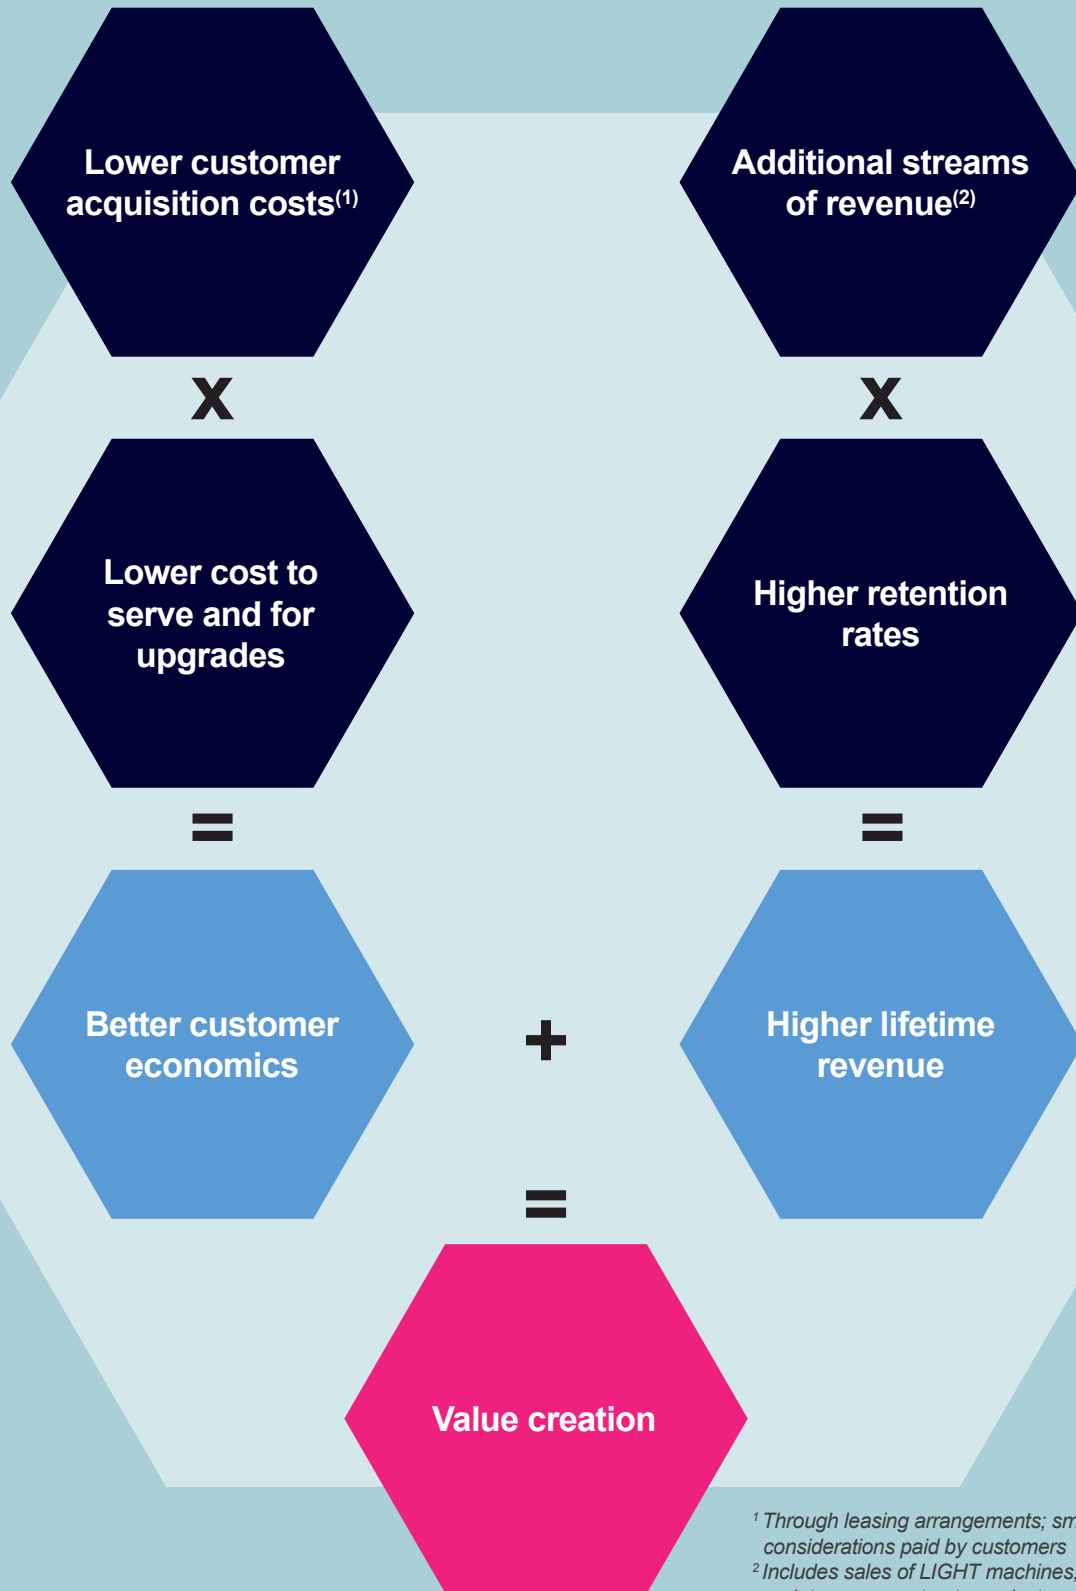 Lower customer
acquisition costs(1)
Additional streams
of revenue(2)
x
x
Lower cost to
serve and for
upgrades
Higher retention
rates
=
=
Better customer
economics
+
Higher lifetime
revenue
=
Value creation
1 Through leasing arrangements;
considerations paid by customers
2 Includes sales of LIGHT machines,